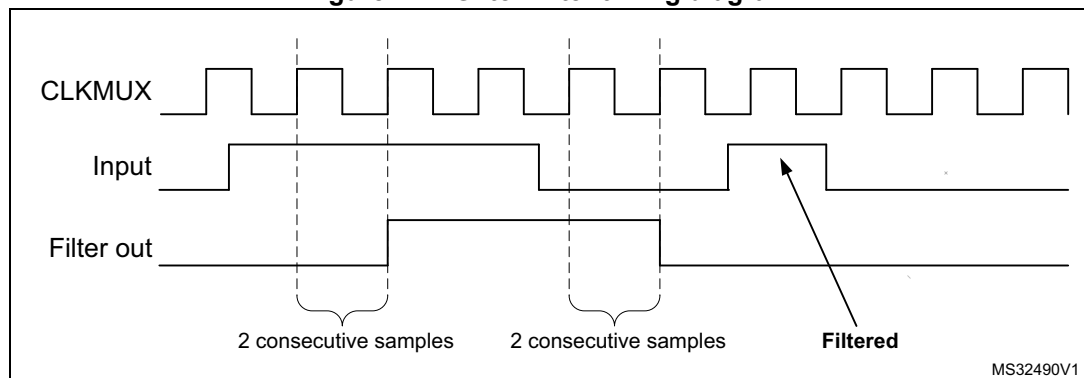 CLKMUX
Input
Filter out
2 consecutive samples 2 consecutive samples Filtered
MS32490V1